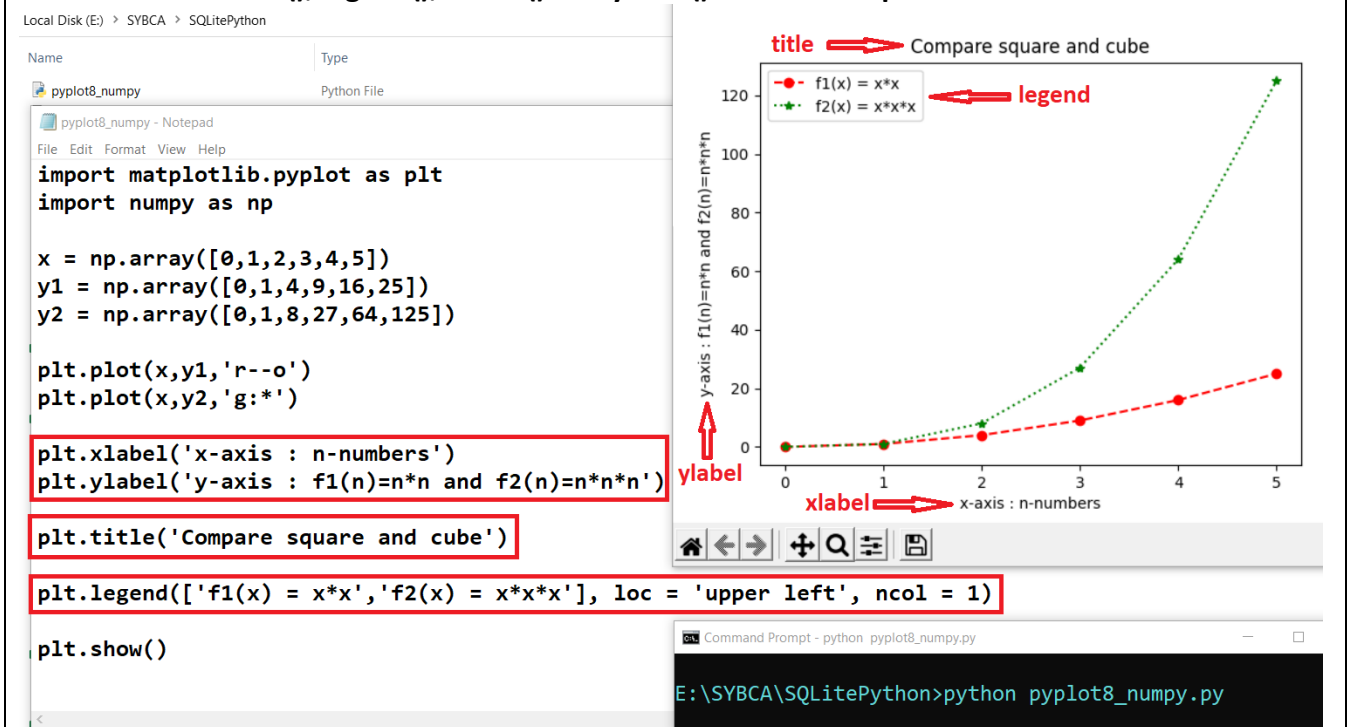 Local Disk (E:) > SYBCA > SQLitePython
Name Type
pyplot8_numpy Python File
pyplot8_numpy - Notepad
File Edit Format View Help
import matplotlib.pyplot as plt
import numpy as np
x = np.array([0,1,2,3,4,5])
y1 = np.array([0,1,4,9,16,25])
y2 = np.array([0,1,8,27,64,125])
plt.plot(x,y1,'r--o')
plt.plot(x,y2,'g:*')
plt.xlabel('x-axis : n-numbers')
plt.ylabel('y-axis : f1(n)=n*n and f2(n)=n*n*n')
plt.title('Compare square and cube')
plt.legend(['f1(x) = x*x','f2(x) = x*x*x'], loc = 'upper left', ncol = 1)
plt.show()
title Compare square and cube
f1(x) = x*x
f2(x) = x*x*x
legend
120
100
80
60
40
20
0
y-axis : f1(n)=n*n and f2(n)=n*n*n
ylabel
0 1 2 3 4 5
xlabel x-axis : n-numbers
Command Prompt - python pyplot8_numpy.py
E:\SYBCA\SQLitePython>python pyplot8_numpy.py